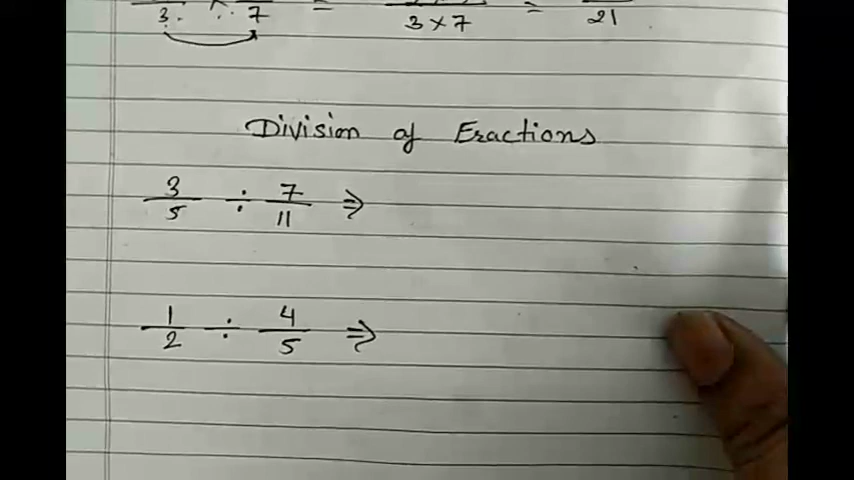 3 . 7 = 3 × 7 = 21
Division of Fractions
3/5 ÷ 7/11 ⇒
1/2 ÷ 4/5 ⇒